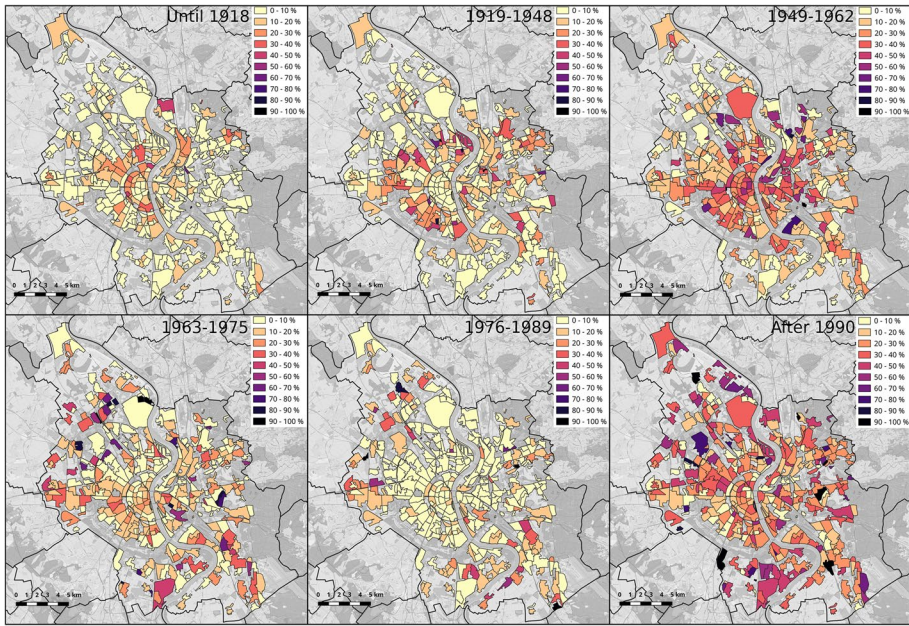 Until 1918
0 - 10 %
10 - 20 %
20 - 30 %
30 - 40 %
40 - 50 %
50 - 60 %
60 - 70 %
70 - 80 %
80 - 90 %
90 - 100 %
0 1 2 3 4 5 km
1919-1948
0 - 10 %
10 - 20 %
20 - 30 %
30 - 40 %
40 - 50 %
50 - 60 %
60 - 70 %
70 - 80 %
80 - 90 %
90 - 100 %
0 1 2 3 4 5 km
1949-1962
0 - 10 %
10 - 20 %
20 - 30 %
30 - 40 %
40 - 50 %
50 - 60 %
60 - 70 %
70 - 80 %
80 - 90 %
90 - 100 %
0 1 2 3 4 5 km
1963-1975
0 - 10 %
10 - 20 %
20 - 30 %
30 - 40 %
40 - 50 %
50 - 60 %
60 - 70 %
70 - 80 %
80 - 90 %
90 - 100 %
0 1 2 3 4 5 km
1976-1989
0 - 10 %
10 - 20 %
20 - 30 %
30 - 40 %
40 - 50 %
50 - 60 %
60 - 70 %
70 - 80 %
80 - 90 %
90 - 100 %
0 1 2 3 4 5 km
After 1990
0 - 10 %
10 - 20 %
20 - 30 %
30 - 40 %
40 - 50 %
50 - 60 %
60 - 70 %
70 - 80 %
80 - 90 %
90 - 100 %
0 1 2 3 4 5 km